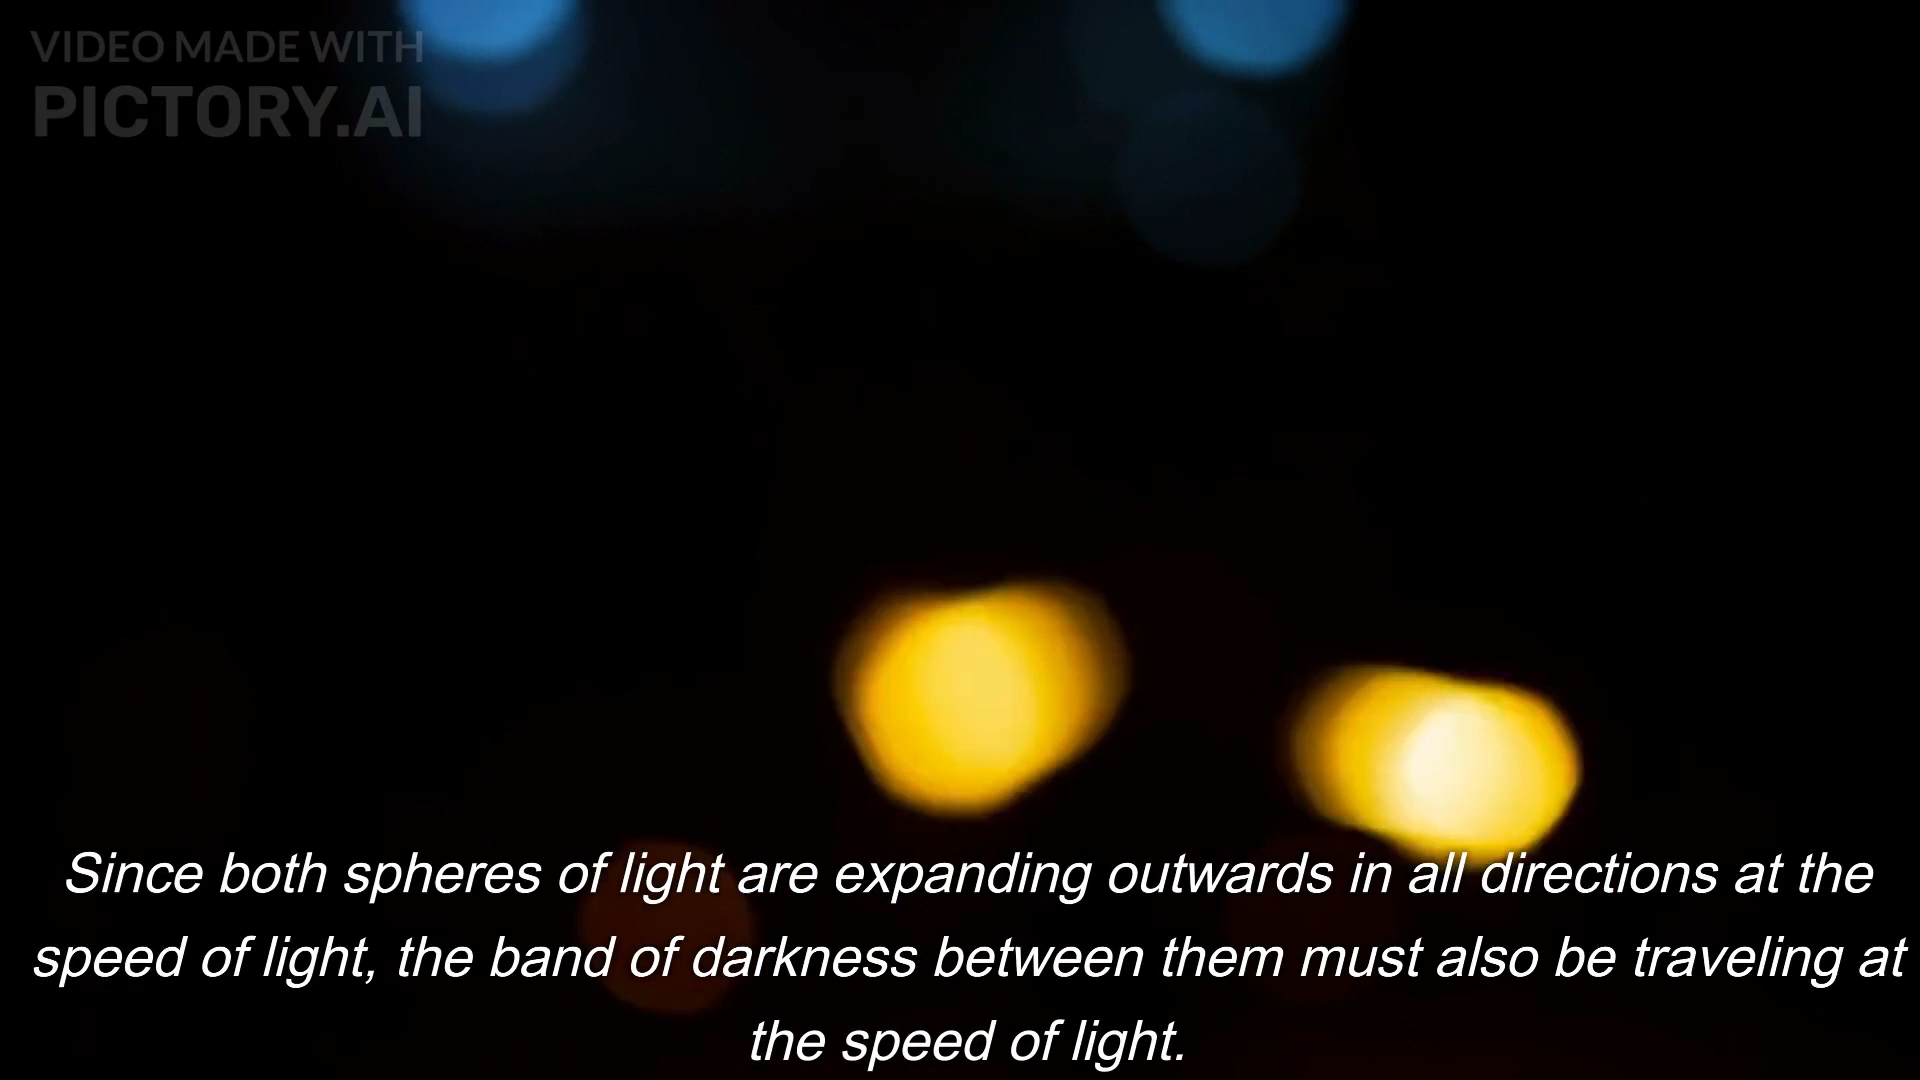 VIDEO MADE WITH
PICTORY.AI
Since both spheres of light are expanding outwards in all directions at the
speed of light, the band of darkness between them must also be traveling at
the speed of light.